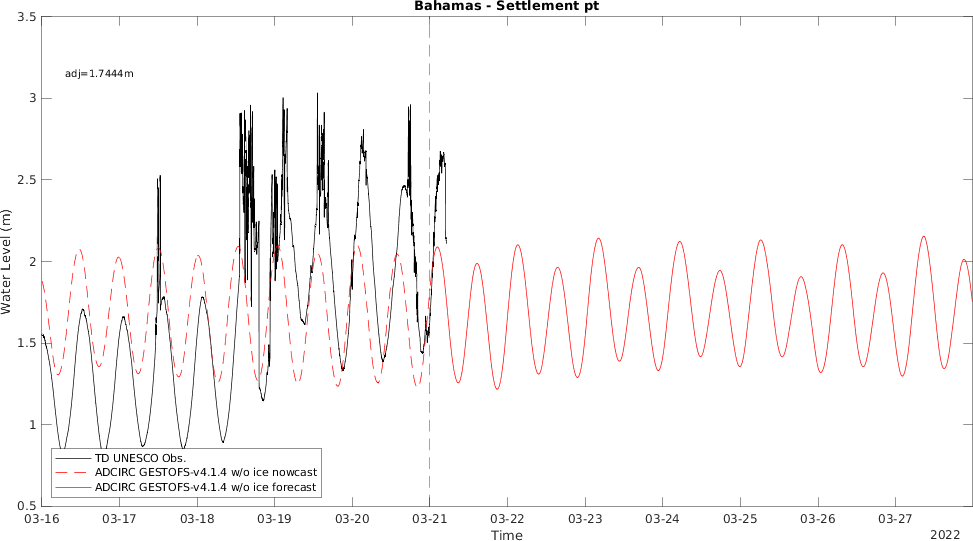 Bahamas - Settlement pt
3.5
3
2.5
2
1.5
1
0.5
Water Level (m)
adj=1.7444m
TD UNESCO Obs.
ADCIRC GESTOFS-v4.1.4 w/o ice nowcast
ADCIRC GESTOFS-v4.1.4 w/o ice forecast
03-16 03-17 03-18 03-19 03-20 03-21 03-22 03-23 03-24 03-25 03-26 03-27
Time
2022